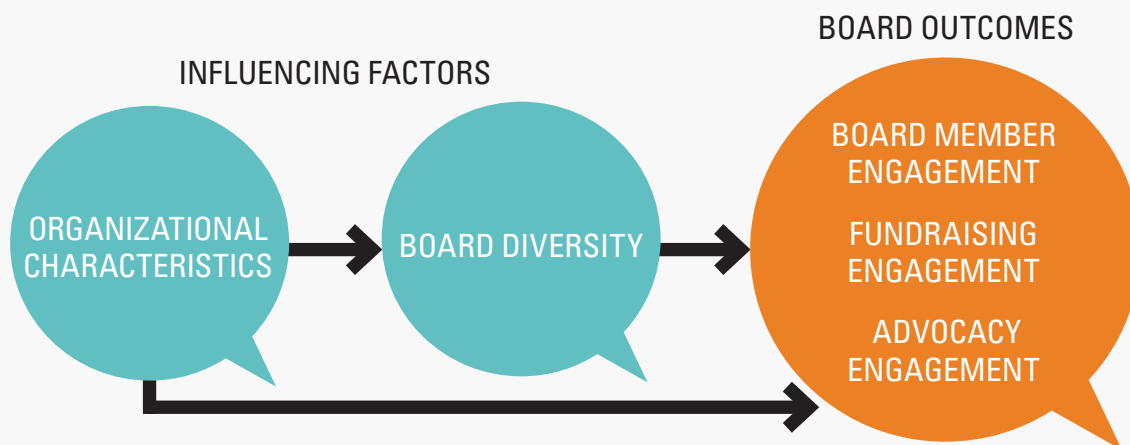 INFLUENCING FACTORS
ORGANIZATIONAL
CHARACTERISTICS
BOARD DIVERSITY
BOARD OUTCOMES
BOARD MEMBER
ENGAGEMENT
FUNDRAISING
ENGAGEMENT
ADVOCACY
ENGAGEMENT